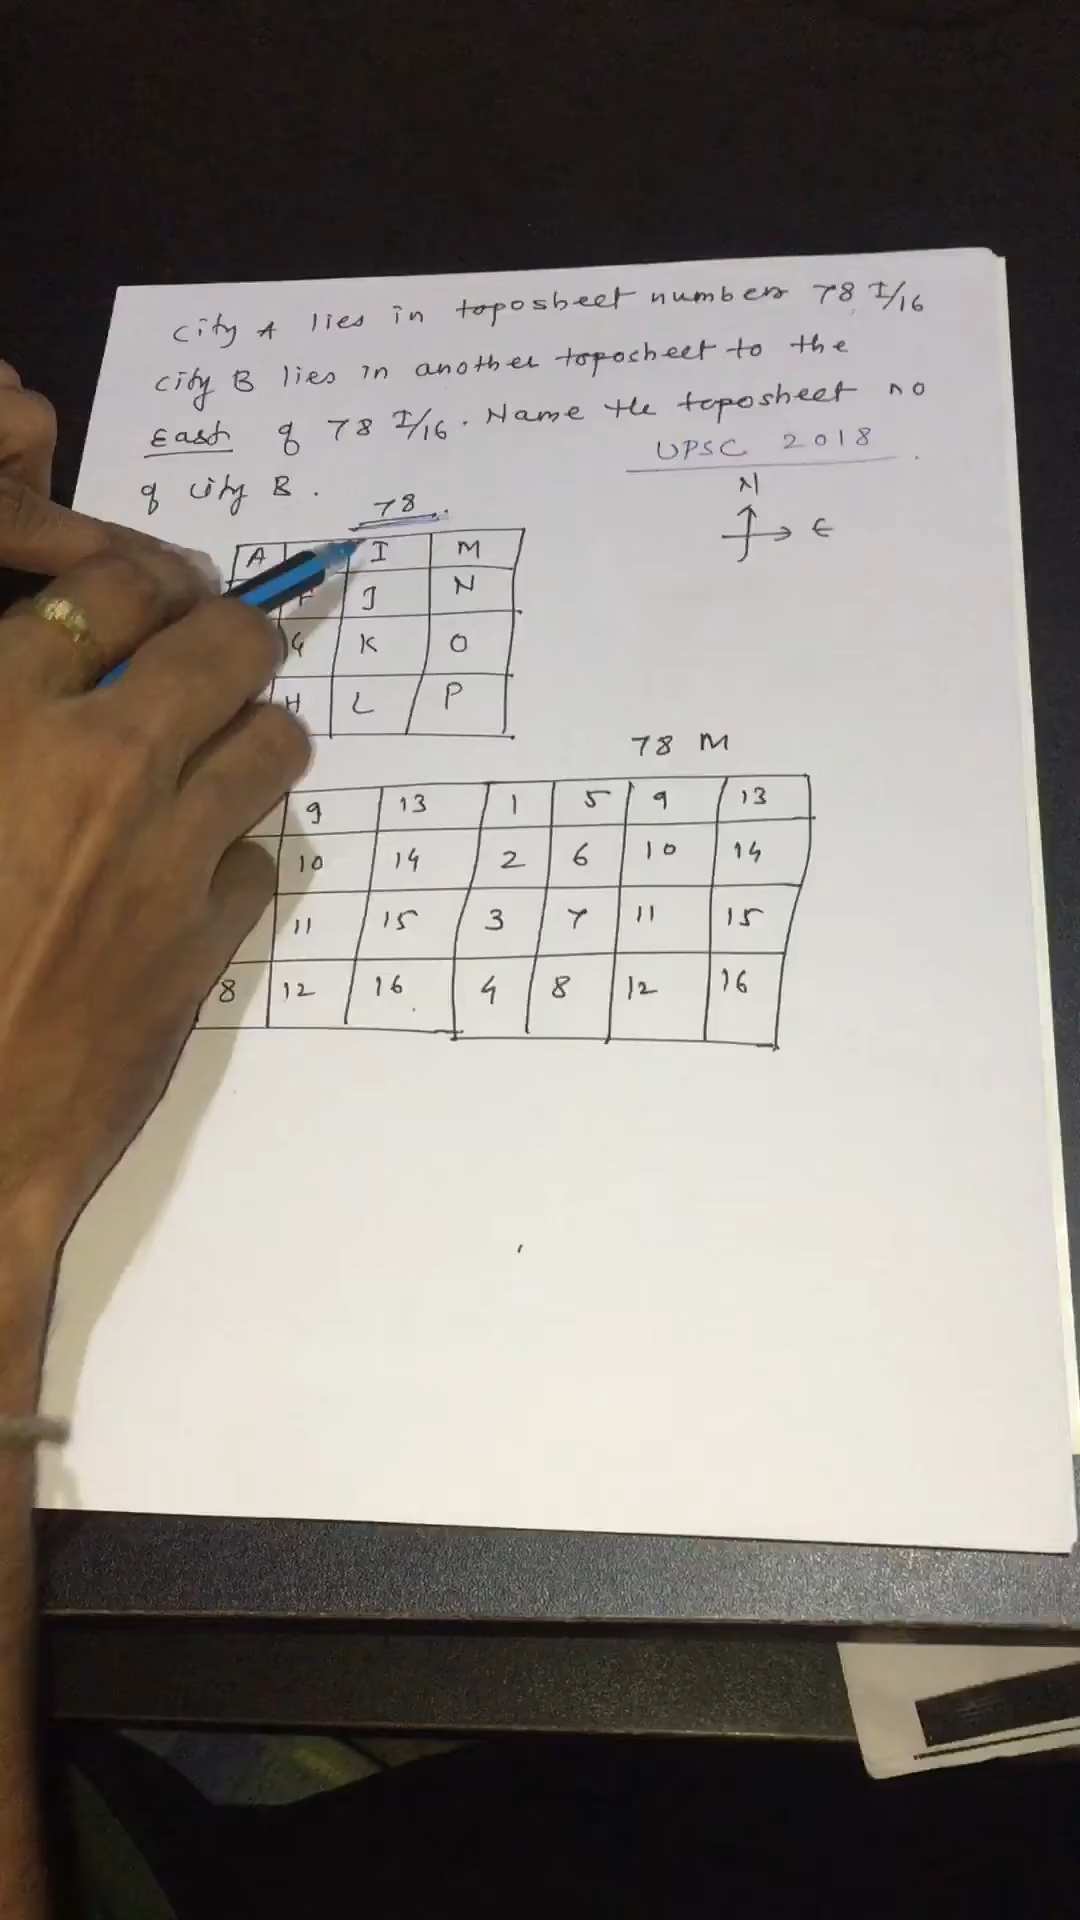 City A lies in toposheet number 78 I/16
City B lies in another toposheet to the
East of 78 I/16. Name the toposheet no
of City B.
UPSC 2018
N
E
78
A I M
J N
G K O
H L P
78 M
9 13 1 5 9 13
10 14 2 6 10 14
11 15 3 7 11 15
8 12 16 4 8 12 16